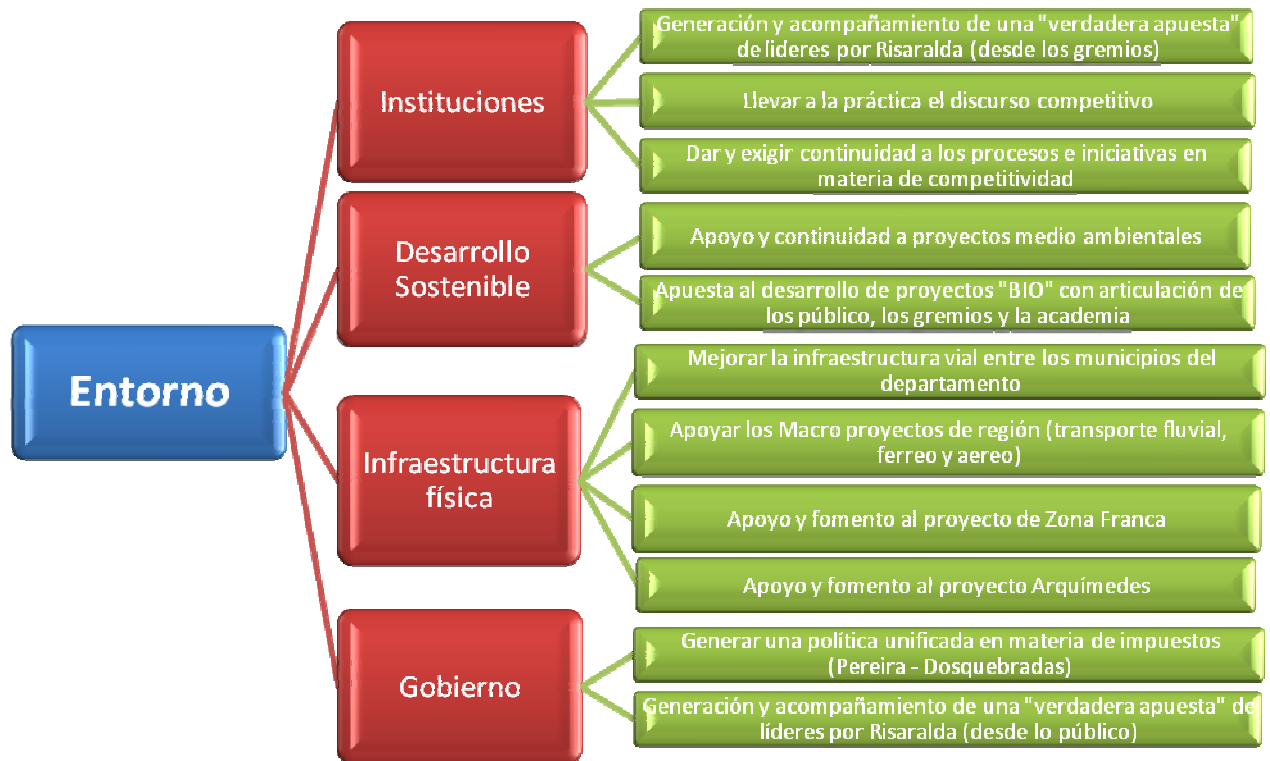 Entorno
Instituciones
Generación y acompañamiento de una "verdadera apuesta"
de lideres por Risaralda (desde los gremios)
Llevar a la práctica el discurso competitivo
Dar y exigir continuidad a los procesos e iniciativas en
materia de competitividad
Desarrollo
Sostenible
Apoyo y continuidad a proyectos medio ambientales
Apuesta al desarrollo de proyectos "BIO" con articulación de
los público, los gremios y la academia
Infraestructura
física
Mejorar la infraestructura vial entre los municipios del
departamento
Apoyar los Macro proyectos de región (transporte fluvial,
ferreo y aereo)
Apoyo y fomento al proyecto de Zona Franca
Apoyo y fomento al proyecto Arquímedes
Gobierno
Generar una política unificada en materia de impuestos
(Pereira - Dosquebradas)
Generación y acompañamiento de una "verdadera apuesta" de
líderes por Risaralda (desde lo público)